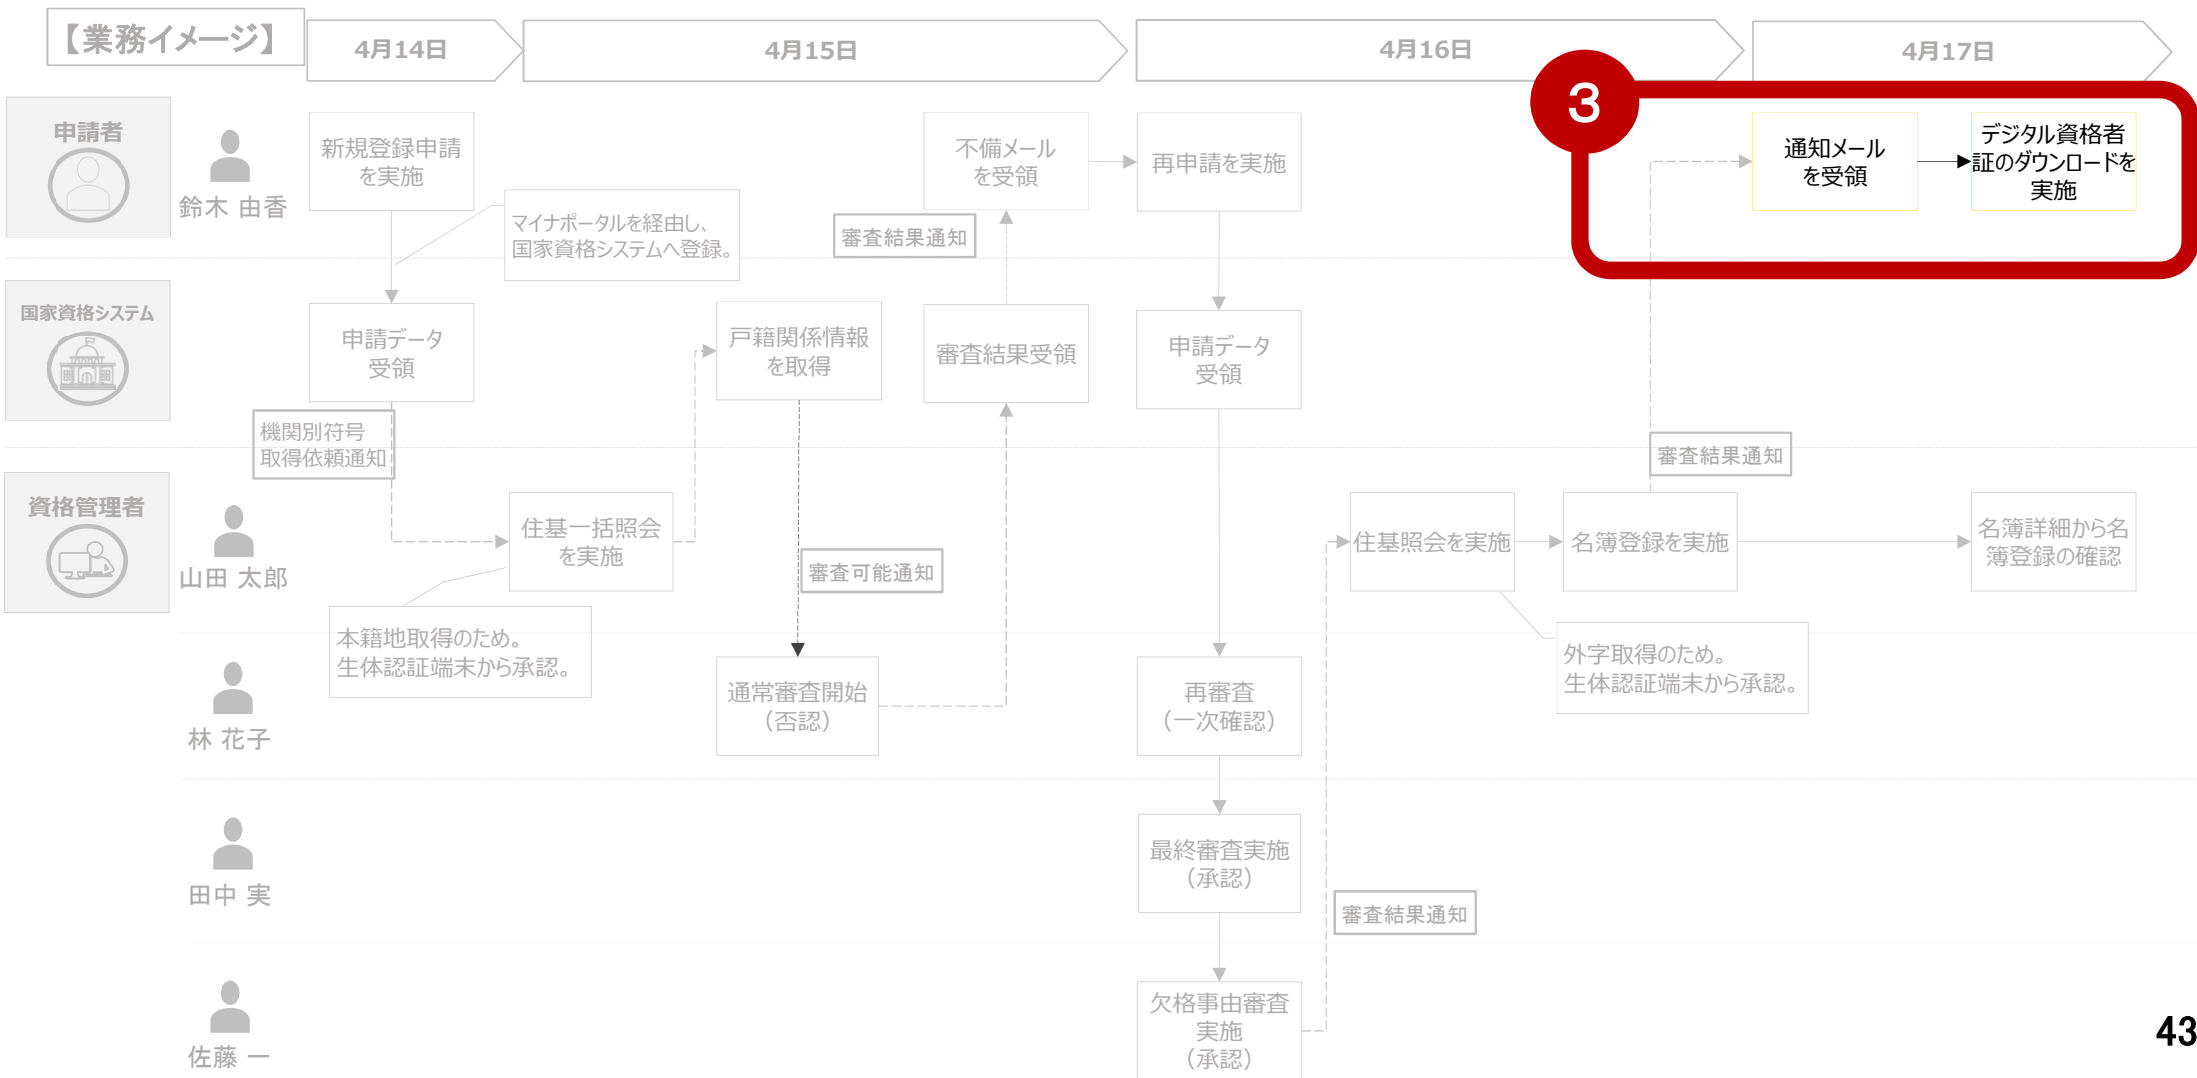 【業務イメージ】
4月14日
4月15日
4月16日
4月17日
3
申請者
鈴木 由香
新規登録申請
を実施
マイナポータルを経由し、
国家資格システムへ登録。
審査結果通知
不備メール
を受領
再申請を実施
通知メール
を受領
デジタル資格者
証のダウンロードを
実施
国家資格システム
申請データ
受領
戸籍関係情報
を取得
審査結果受領
申請データ
受領
機関別符号
取得依頼通知
審査結果通知
資格管理者
山田 太郎
住基一括照会
を実施
審査可能通知
住基照会を実施
名簿登録を実施
名簿詳細から名
簿登録の確認
本籍地取得のため。
生体認証端末から承認。
外字取得のため。
生体認証端末から承認。
林 花子
通常審査開始
（否認）
再審査
（一次確認）
田中 実
最終審査実施
（承認）
審査結果通知
佐藤 一
欠格事由審査
実施
（承認）
43